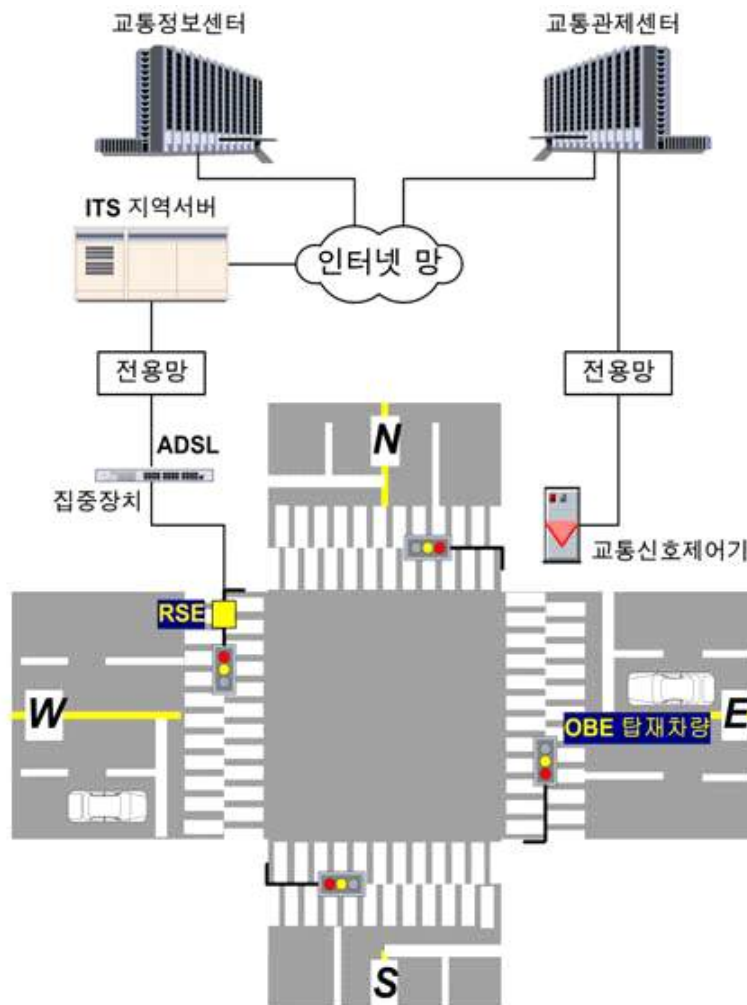 교통정보센터
교통관제센터
ITS 지역서버
인터넷 망
전용망
전용망
ADSL
집중장치
N
교통신호제어기
RSE
W
E
OBE 탑재차량
S